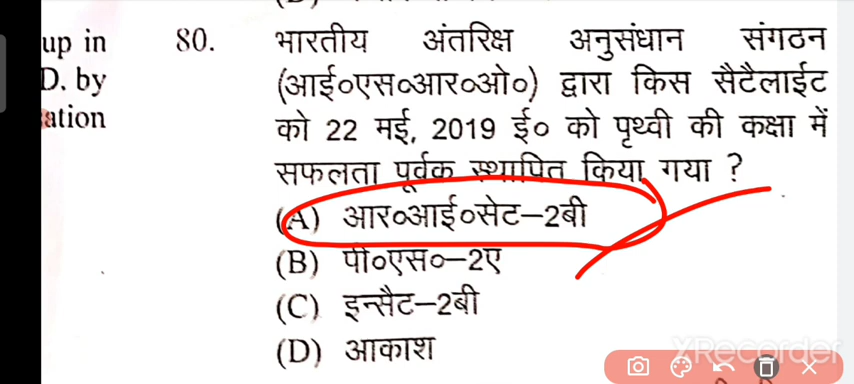 up in
D. by
ation
80. भारतीय अंतरिक्ष अनुसंधान संगठन
(आई०एस०आर०ओ०) द्वारा किस सैटैलाईट
को 22 मई, 2019 ई० को पृथ्वी की कक्षा में
सफलता पूर्वक स्थापित किया गया ?
(A) आर०आई०सेट–2बी
(B) पी०एस०–2ए
(C) इन्सैट–2बी
(D) आकाश
XRecorder